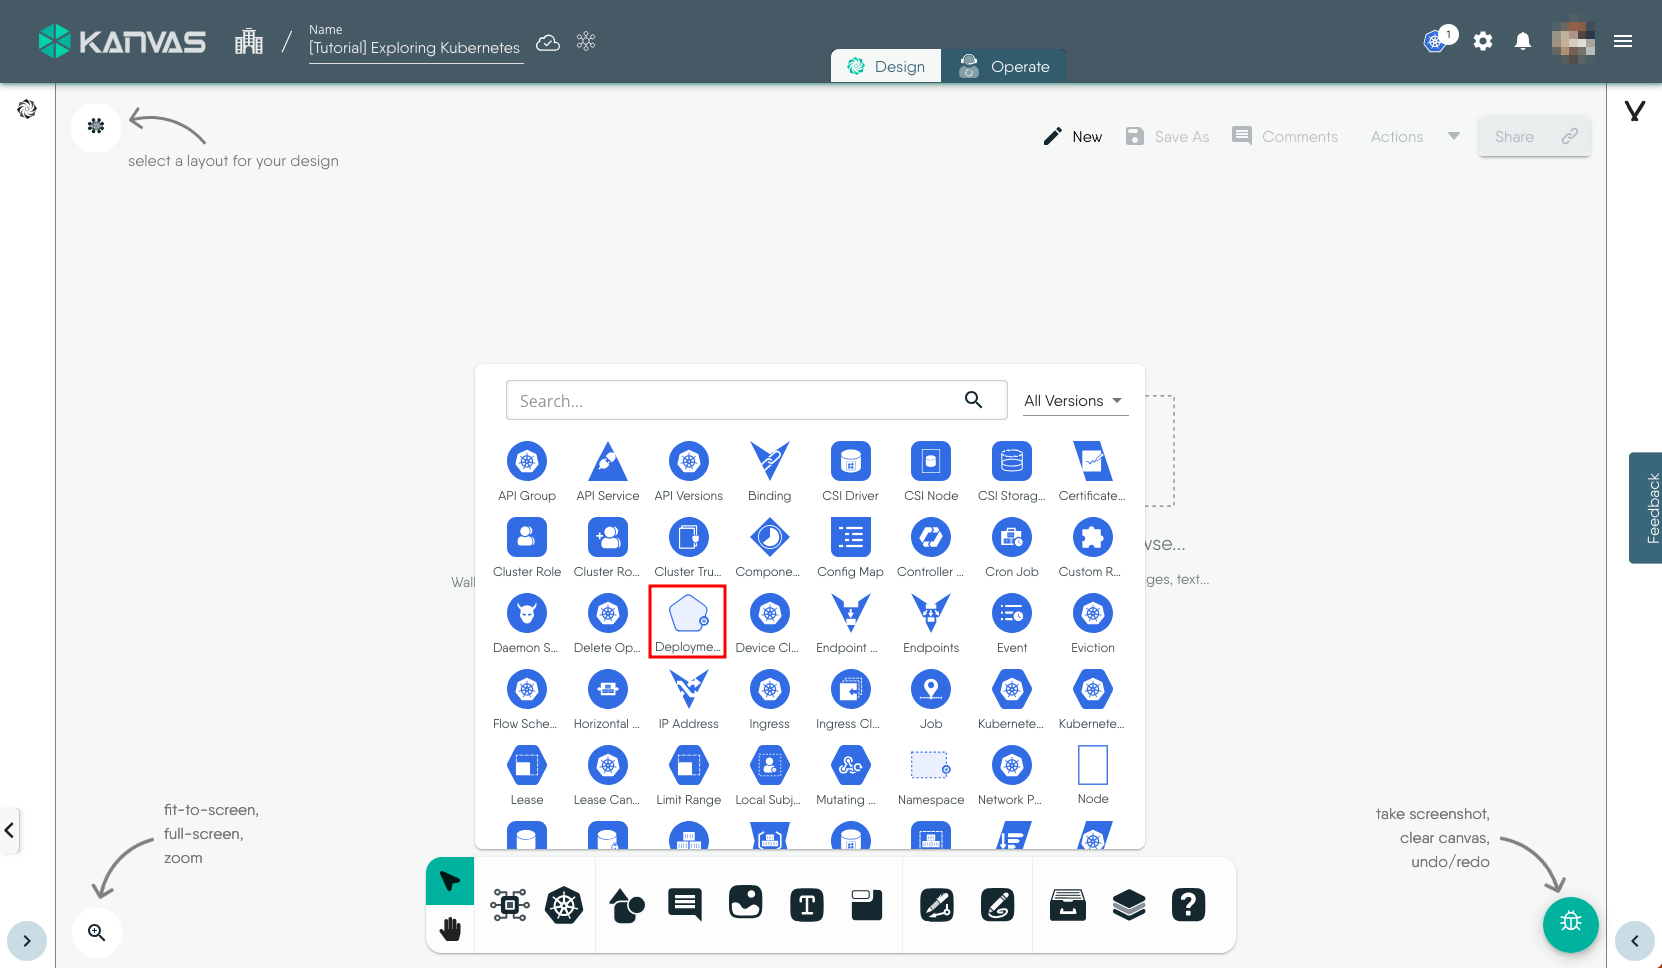 KANVAS
Name
[Tutorial] Exploring Kubernetes
1
Design
Operate
select a layout for your design
New
Save As
Comments
Actions
Share
Search...
All Versions
API Group
API Service
API Versions
Binding
CSI Driver
CSI Node
CSI Storag...
Certificate...
Cluster Role
Cluster Ro...
Cluster Tru...
Compone...
Config Map
Controller ...
Cron Job
Custom R...
Daemon S...
Delete Op...
Deployme...
Device Cl...
Endpoint ...
Endpoints
Event
Eviction
Flow Sche...
Horizontal ...
IP Address
Ingress
Ingress Cl...
Job
Kubernete...
Kubernete...
Lease
Lease Can...
Limit Range
Local Subj...
Mutating ...
Namespace
Network P...
Node
Wall
wse...
ges, text...
Feedback
fit-to-screen,
full-screen,
zoom
take screenshot,
clear canvas,
undo/redo
T
?